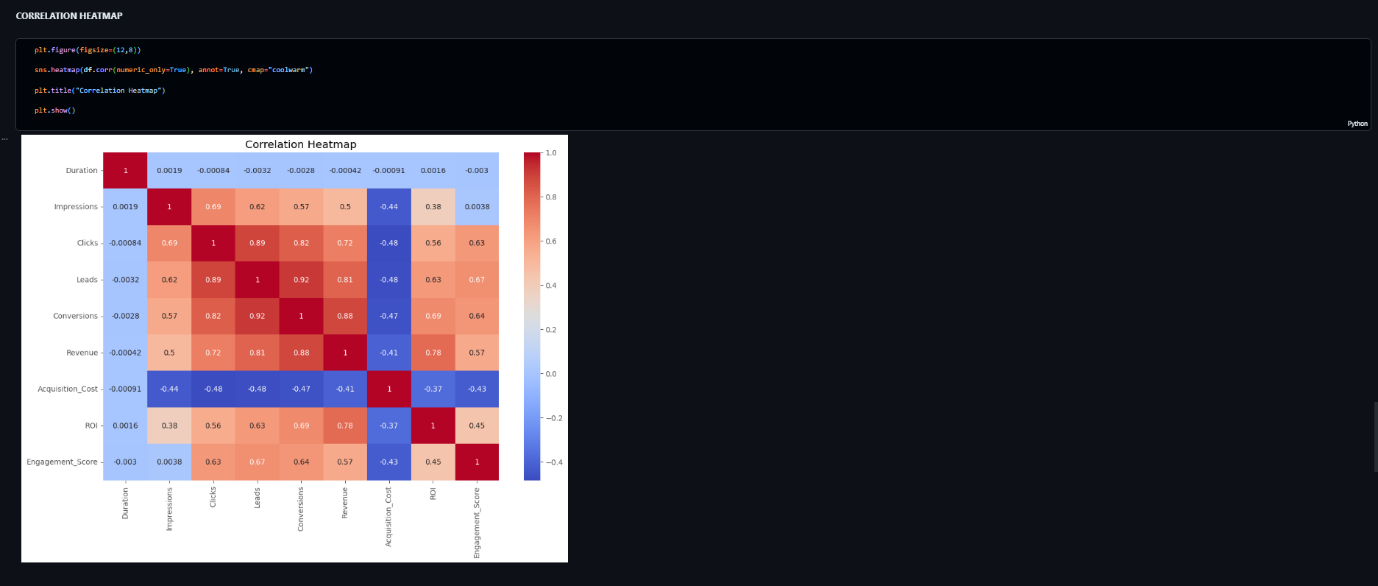 CORRELATION HEATMAP
plt.figure(figsize=(12,8))
sns.heatmap(df.corr(numeric_only=True), annot=True, cmap="coolwarm")
plt.title("Correlation Heatmap")
plt.show()
Python
...
Correlation Heatmap
Duration 1 0.0019 -0.00084 -0.0032 -0.0028 -0.00042 -0.00091 0.0016 -0.003
Impressions 0.0019 1 0.69 0.62 0.57 0.5 -0.44 0.38 0.0038
Clicks -0.00084 0.69 1 0.89 0.82 0.72 -0.48 0.56 0.63
Leads -0.0032 0.62 0.89 1 0.92 0.81 -0.48 0.63 0.67
Conversions -0.0028 0.57 0.82 0.92 1 0.88 -0.47 0.69 0.64
Revenue -0.00042 0.5 0.72 0.81 0.88 1 -0.41 0.78 0.57
Acquisition_Cost -0.00091 -0.44 -0.48 -0.48 -0.47 -0.41 1 -0.37 -0.43
ROI 0.0016 0.38 0.56 0.63 0.69 0.78 -0.37 1 0.45
Engagement_Score -0.003 0.0038 0.63 0.67 0.64 0.57 -0.43 0.45 1
Duration Impressions Clicks Leads Conversions Revenue Acquisition_Cost ROI Engagement_Score
1.0
0.8
0.6
0.4
0.2
0.0
−0.2
−0.4